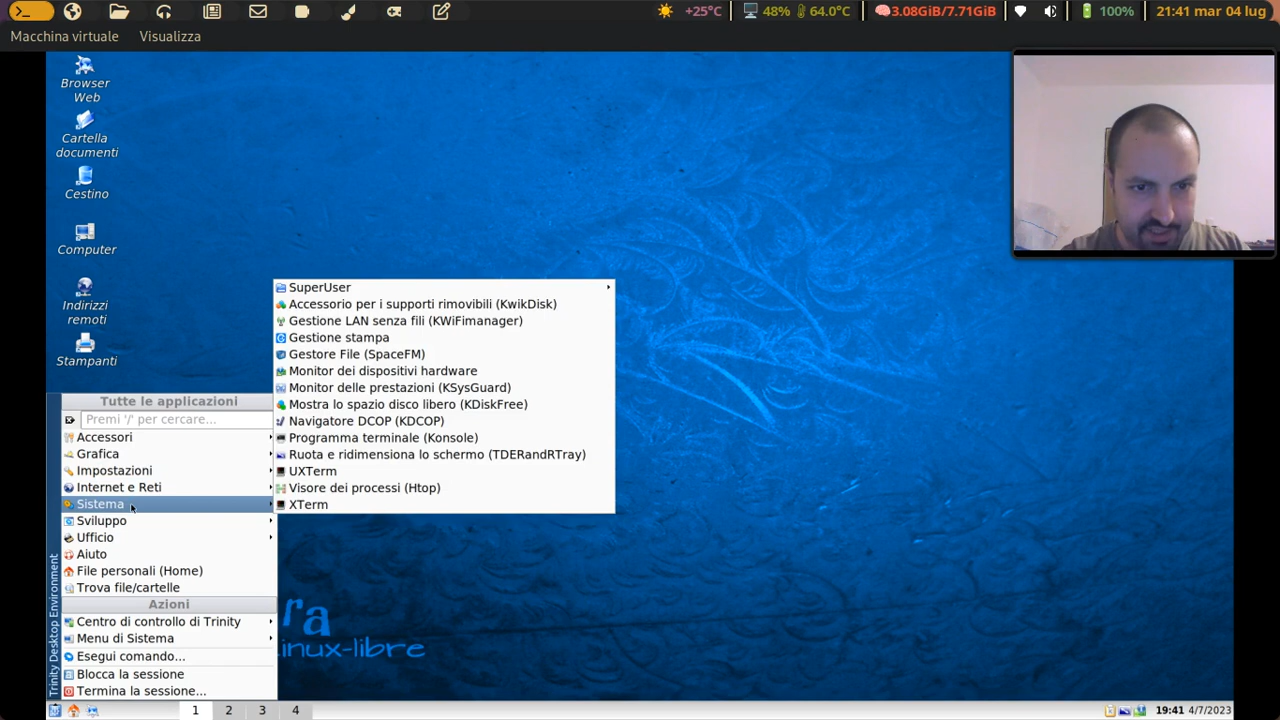 +25°C 48% 64.0°C 3.08GiB/7.71GiB 100% 21:41 mar 04 lug
Macchina virtuale Visualizza
Browser
Web
Cartella
documenti
Cestino
Computer
Indirizzi
remoti
Stampanti
SuperUser
Accessorio per i supporti rimovibili (KwikDisk)
Gestione LAN senza fili (KWiFimanager)
Gestione stampa
Gestore File (SpaceFM)
Monitor dei dispositivi hardware
Monitor delle prestazioni (KSysGuard)
Mostra lo spazio disco libero (KDiskFree)
Navigatore DCOP (KDCOP)
Programma terminale (Konsole)
Ruota e ridimensiona lo schermo (TDERandRTray)
UXTerm
Visore dei processi (Htop)
XTerm
Tutte le applicazioni
Premi '/' per cercare...
Accessori
Grafica
Impostazioni
Internet e Reti
Sistema
Sviluppo
Ufficio
Aiuto
File personali (Home)
Trova file/cartelle
Azioni
Centro di controllo di Trinity
Menu di Sistema
Esegui comando...
Blocca la sessione
Termina la sessione...
Trinity Desktop Environment
ra
inux-libre
1 2 3 4
19:41 4/7/2023